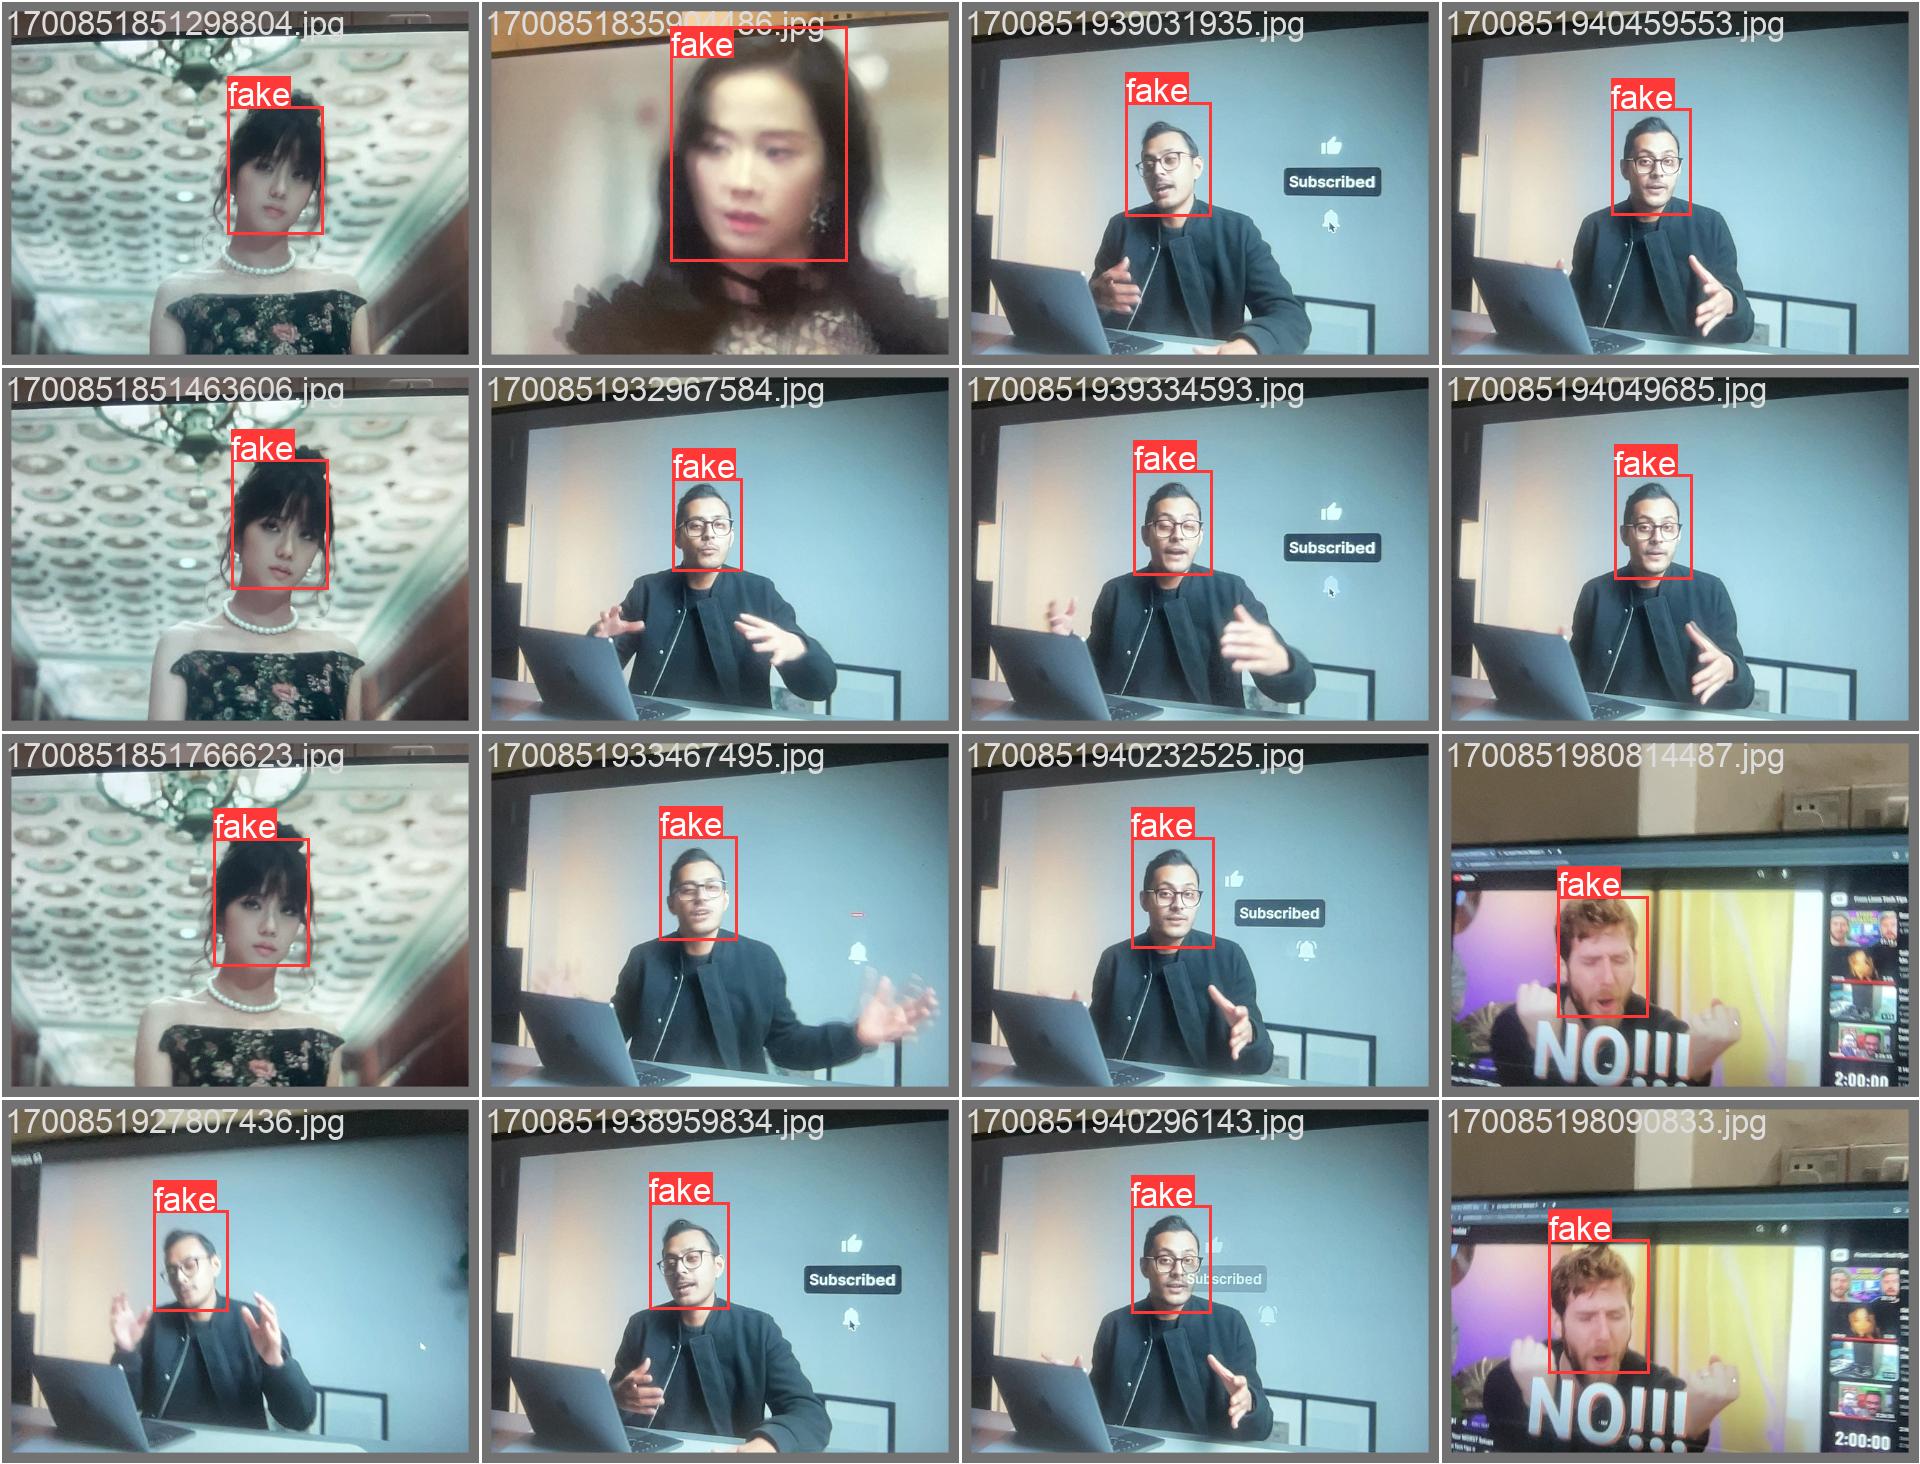 1700851851298804.jpg
fake
1700851835904486.jpg
fake
1700851939031935.jpg
fake
Subscribed
1700851940459553.jpg
fake
1700851851463606.jpg
fake
1700851932967584.jpg
fake
1700851939334593.jpg
fake
Subscribed
170085194049685.jpg
fake
1700851851766623.jpg
fake
1700851933467495.jpg
fake
1700851940232525.jpg
fake
Subscribed
1700851980814487.jpg
fake
NO!!!
2:00:00
1700851927807436.jpg
fake
1700851938959834.jpg
fake
Subscribed
1700851940296143.jpg
fake
Subscribed
170085198090833.jpg
fake
NO!!!
2:00:00